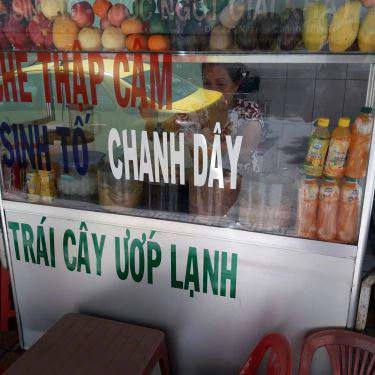 CHÈ THẬP CẨM
SINH TỐ
CHANH DÂY
TRÁI CÂY ƯỚP LẠNH